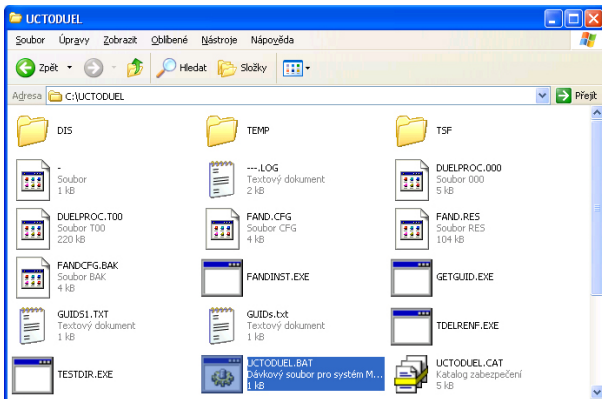 UCTODUEL
Soubor Úpravy Zobrazit Oblíbené Nástroje Nápověda
Zpět Hledat Složky
Adresa C:\UCTODUEL Přejít
DIS TEMP TSF
- ---.LOG DUELPROC.000
Soubor Textový dokument Soubor 000
1 kB 2 kB 5 kB
DUELPROC.T00 FAND.CFG FAND.RES
Soubor T00 Soubor CFG Soubor RES
220 kB 4 kB 104 kB
FANDCFG.BAK
Soubor BAK FANDINST.EXE GETGUID.EXE
4 kB
GUIDS1.TXT GUIDs.txt
Textový dokument Textový dokument TDELRENF.EXE
1 kB 1 kB
UCTODUEL.BAT UCTODUEL.CAT
TESTDIR.EXE Dávkový soubor pro systém M... Katalog zabezpečení
1 kB 5 kB